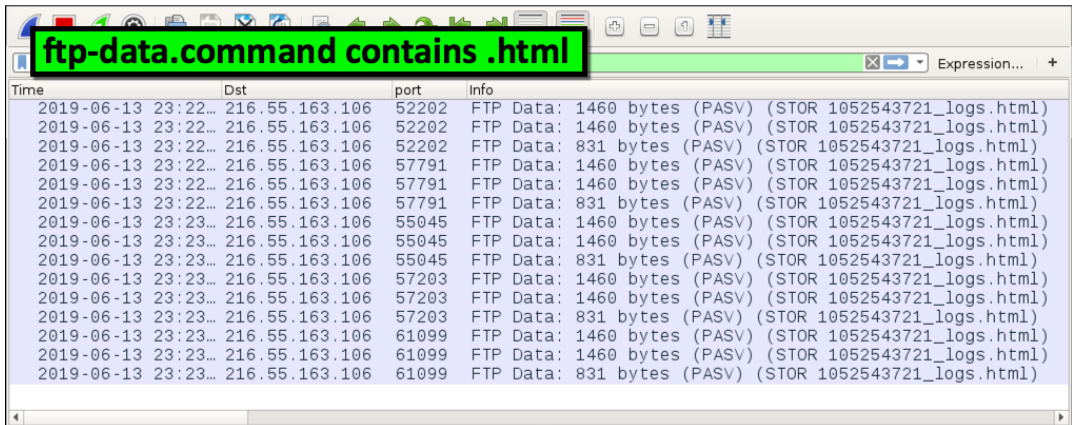 ftp-data.command contains .html
Expression... +
Time Dst port Info
2019-06-13 23:22… 216.55.163.106 52202 FTP Data: 1460 bytes (PASV) (STOR 1052543721_logs.html)
2019-06-13 23:22… 216.55.163.106 52202 FTP Data: 1460 bytes (PASV) (STOR 1052543721_logs.html)
2019-06-13 23:22… 216.55.163.106 52202 FTP Data: 831 bytes (PASV) (STOR 1052543721_logs.html)
2019-06-13 23:22… 216.55.163.106 57791 FTP Data: 1460 bytes (PASV) (STOR 1052543721_logs.html)
2019-06-13 23:22… 216.55.163.106 57791 FTP Data: 1460 bytes (PASV) (STOR 1052543721_logs.html)
2019-06-13 23:22… 216.55.163.106 57791 FTP Data: 831 bytes (PASV) (STOR 1052543721_logs.html)
2019-06-13 23:23… 216.55.163.106 55045 FTP Data: 1460 bytes (PASV) (STOR 1052543721_logs.html)
2019-06-13 23:23… 216.55.163.106 55045 FTP Data: 1460 bytes (PASV) (STOR 1052543721_logs.html)
2019-06-13 23:23… 216.55.163.106 55045 FTP Data: 831 bytes (PASV) (STOR 1052543721_logs.html)
2019-06-13 23:23… 216.55.163.106 57203 FTP Data: 1460 bytes (PASV) (STOR 1052543721_logs.html)
2019-06-13 23:23… 216.55.163.106 57203 FTP Data: 1460 bytes (PASV) (STOR 1052543721_logs.html)
2019-06-13 23:23… 216.55.163.106 57203 FTP Data: 831 bytes (PASV) (STOR 1052543721_logs.html)
2019-06-13 23:23… 216.55.163.106 61099 FTP Data: 1460 bytes (PASV) (STOR 1052543721_logs.html)
2019-06-13 23:23… 216.55.163.106 61099 FTP Data: 1460 bytes (PASV) (STOR 1052543721_logs.html)
2019-06-13 23:23… 216.55.163.106 61099 FTP Data: 831 bytes (PASV) (STOR 1052543721_logs.html)